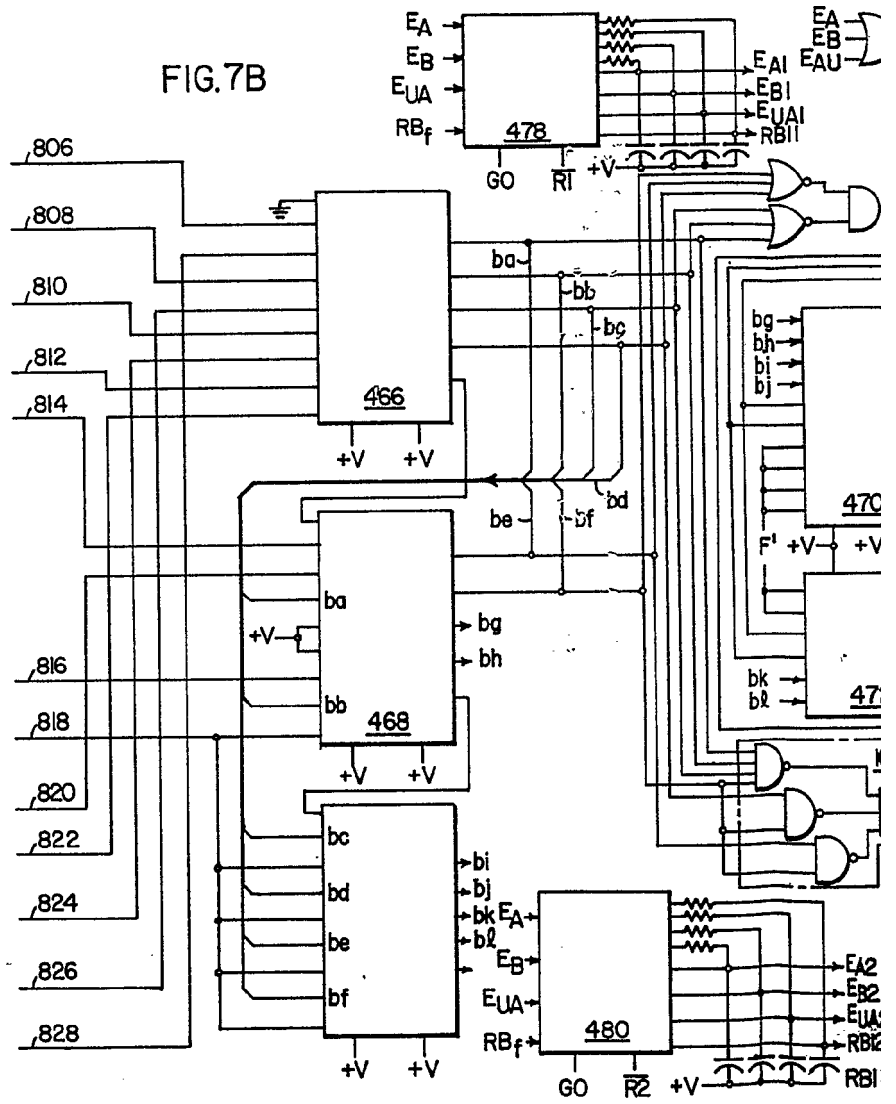 FIG.7B
EA
EB
EUA
RBf
478
GO
R1
+V
EA1
EB1
EUA1
RB11
EA
EB
EAU
806
808
810
812
814
816
818
820
822
824
826
828
466
+V
+V
ba
bb
bc
bd
be
bf
ba
+V
bb
468
bg
bh
+V
+V
bc
bd
be
bf
bi
bj
bk
bl
+V
+V
bg
bh
bi
bj
470
F'
+V
+V
bk
bl
EA
EB
EUA
RBf
480
GO
R2
+V
EA2
EB2
RB12